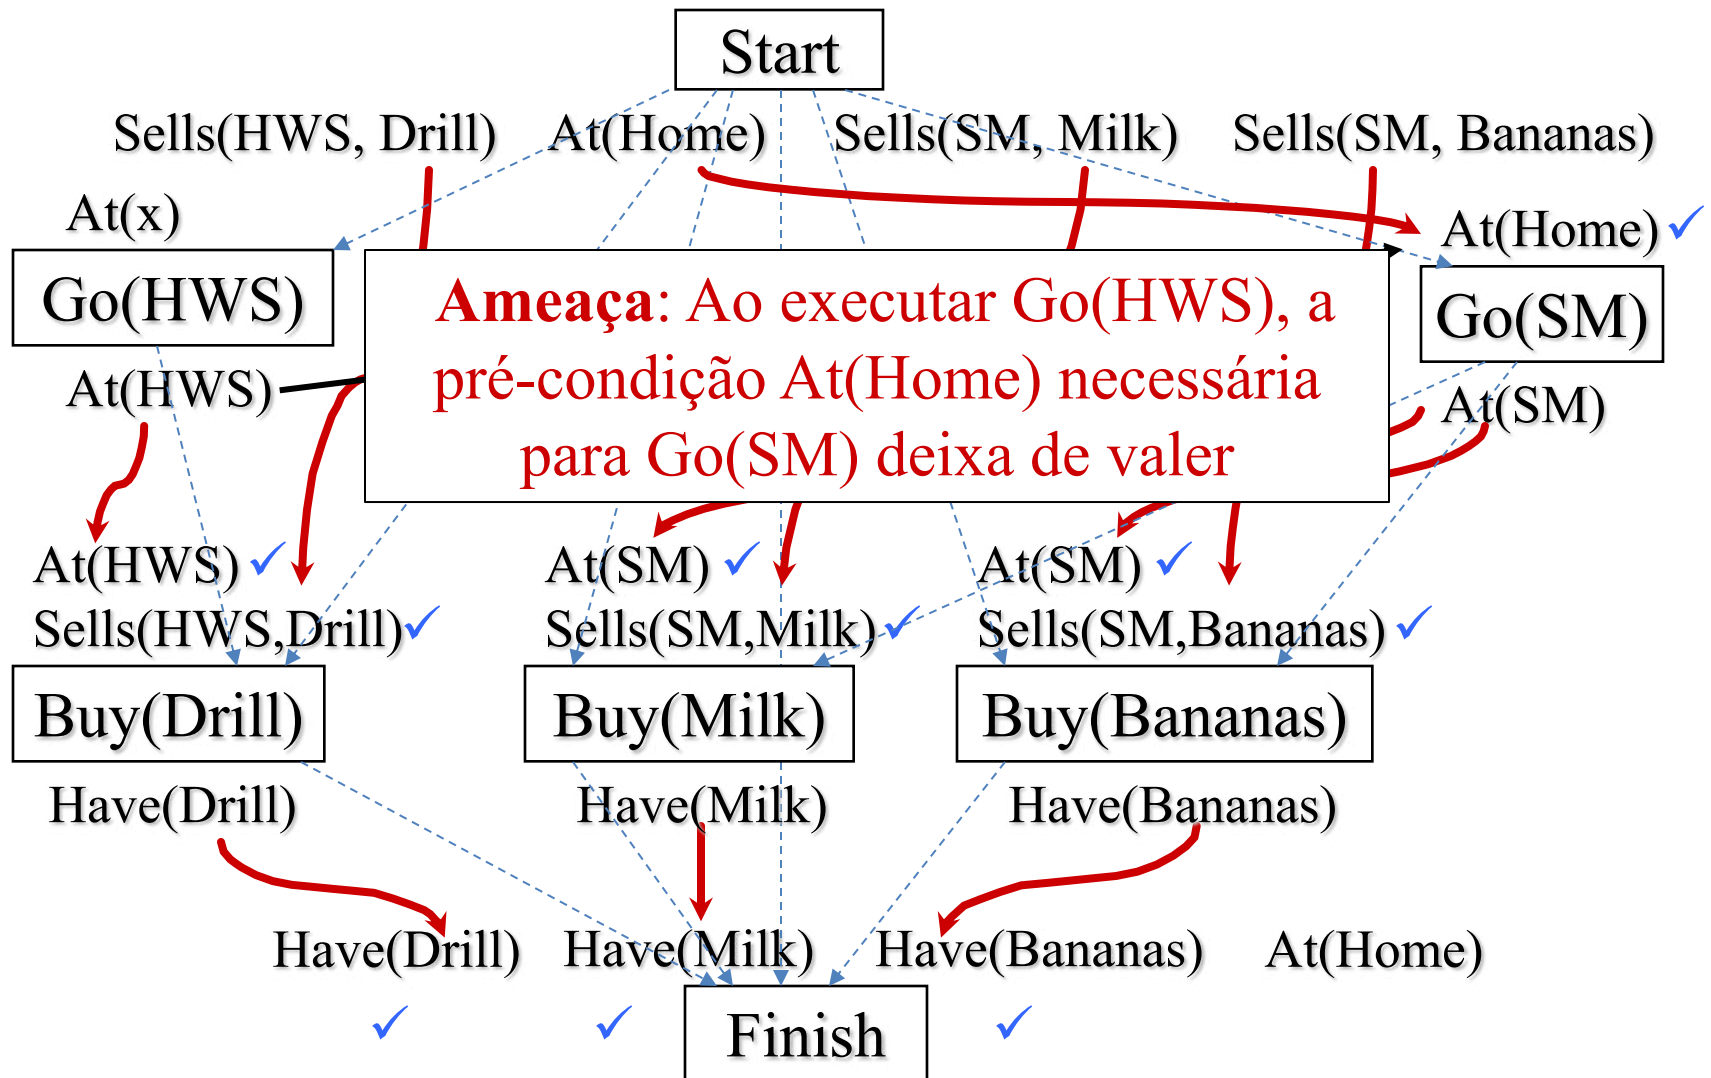 Start
Sells(HWS, Drill) At(Home) Sells(SM, Milk) Sells(SM, Bananas)
At(x)
At(Home)
Go(HWS)
Go(SM)
Ameaça: Ao executar Go(HWS), a
pré-condição At(Home) necessária
para Go(SM) deixa de valer
At(HWS)
At(SM)
At(HWS) At(SM) At(SM)
Sells(HWS,Drill) Sells(SM,Milk) Sells(SM,Bananas)
Buy(Drill) Buy(Milk) Buy(Bananas)
Have(Drill) Have(Milk) Have(Bananas)
Have(Drill) Have(Milk) Have(Bananas) At(Home)
Finish